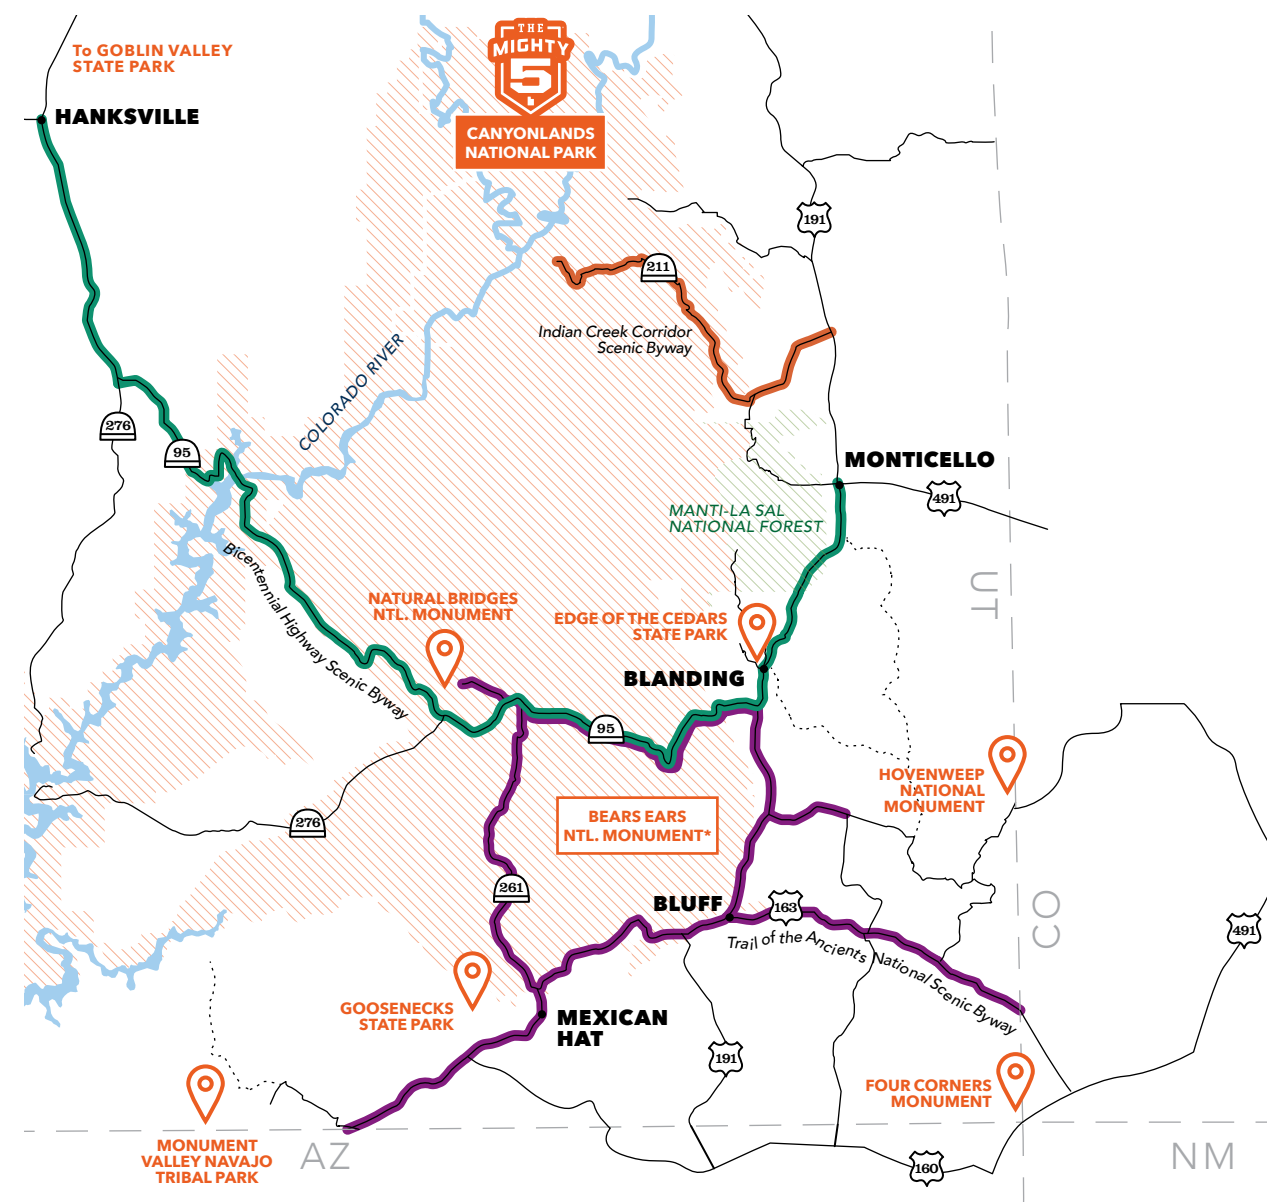 THE
MIGHTY
5
CANYONLANDS
NATIONAL PARK
To GOBLIN VALLEY
STATE PARK
HANKSVILLE
191
211
Indian Creek Corridor
Scenic Byway
COLORADO RIVER
276
95
MONTICELLO
491
MANTI-LA SAL
NATIONAL FOREST
Bicentennial Highway Scenic Byway
UT
NATURAL BRIDGES
NTL. MONUMENT
EDGE OF THE CEDARS
STATE PARK
BLANDING
95
HOVENWEEP
NATIONAL
MONUMENT
276
BEARS EARS
NTL. MONUMENT*
261
BLUFF
163
CO
491
Trail of the Ancients National Scenic Byway
GOOSENECKS
STATE PARK
MEXICAN
HAT
191
FOUR CORNERS
MONUMENT
MONUMENT
VALLEY NAVAJO
TRIBAL PARK
AZ
160
NM